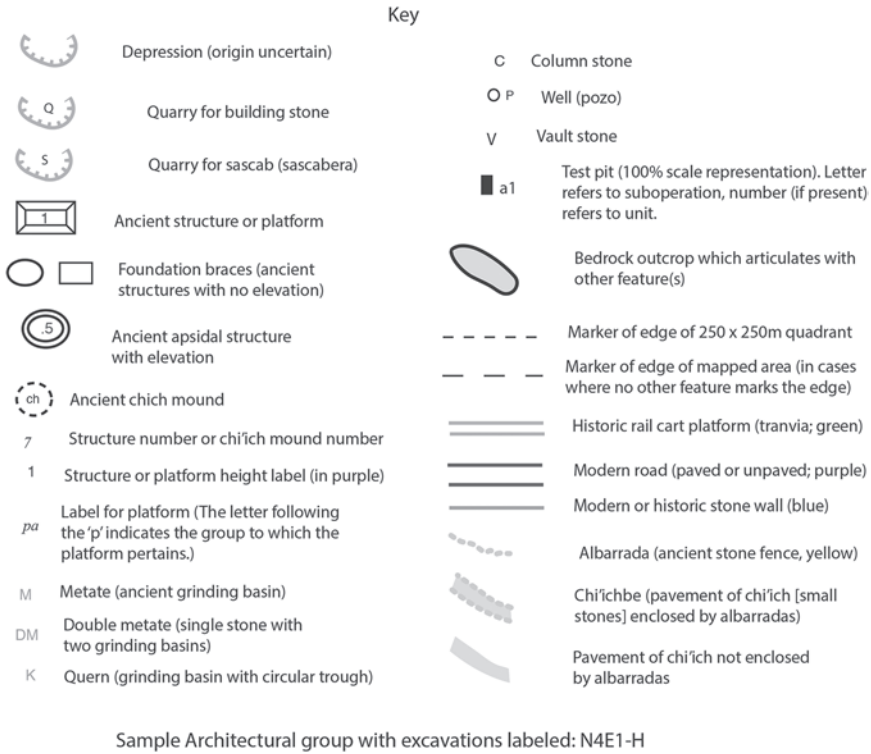 Key
Depression (origin uncertain)
Q
Quarry for building stone
S
Quarry for sascab (sascabera)
1
Ancient structure or platform
Foundation braces (ancient
structures with no elevation)
.5
Ancient apsidal structure
with elevation
ch
Ancient chich mound
7
Structure number or chi'ich mound number
1
Structure or platform height label (in purple)
pa
Label for platform (The letter following
the 'p' indicates the group to which the
platform pertains.)
M
Metate (ancient grinding basin)
DM
Double metate (single stone with
two grinding basins)
K
Quern (grinding basin with circular trough)
C
Column stone
P
Well (pozo)
V
Vault stone
a1
Test pit (100% scale representation). Letter
refers to suboperation, number (if present)
refers to unit.
Bedrock outcrop which articulates with
other feature(s)
Marker of edge of 250 x 250m quadrant
Marker of edge of mapped area (in cases
where no other feature marks the edge)
Historic rail cart platform (tranvia; green)
Modern road (paved or unpaved; purple)
Modern or historic stone wall (blue)
Albarrada (ancient stone fence, yellow)
Chi'ichbe (pavement of chi'ich [small
stones] enclosed by albarradas)
Pavement of chi'ich not enclosed
by albarradas
Sample Architectural group with excavations labeled: N4E1-H